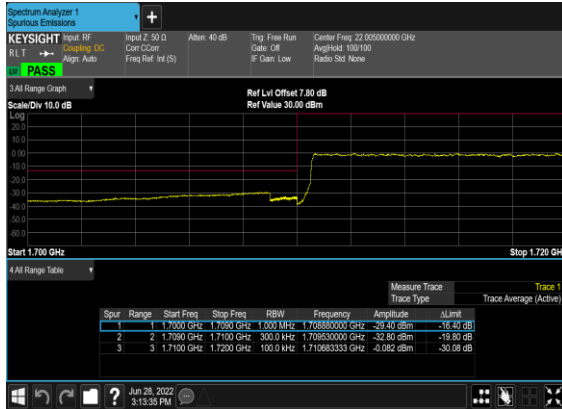 Spectrum Analyzer 1
Spurious Emissions
+
KEYSIGHT Input: RF Input Z: 50 Ω Atten: 40 dB Trig: Free Run Center Freq: 22.005000000 GHz
RLT Coupling: DC Corr CCorr Gate: Off Avg|Hold: 100/100
Align: Auto Freq Ref: Int (S) IF Gain: Low Radio Std: None
PASS
3 All Range Graph
Ref Lvl Offset 7.80 dB
Scale/Div 10.0 dB Ref Value 30.00 dBm
Log
20.0
10.0
0.00
-10.0
-20.0
-30.0
-40.0
-50.0
-60.0
Start 1.700 GHz Stop 1.720 GH
4 All Range Table
Measure Trace Trace 1
Trace Type Trace Average (Active)
Spur Range Start Freq Stop Freq RBW Frequency Amplitude ΔLimit
1 1 1.7000 GHz 1.7090 GHz 1.000 MHz 1.708880000 GHz -29.40 dBm -16.40 dB
2 2 1.7090 GHz 1.7100 GHz 300.0 kHz 1.709530000 GHz -32.80 dBm -19.80 dB
3 3 1.7100 GHz 1.7200 GHz 100.0 kHz 1.710683333 GHz -0.082 dBm -30.08 dB
? Jun 28, 2022
3:13:35 PM